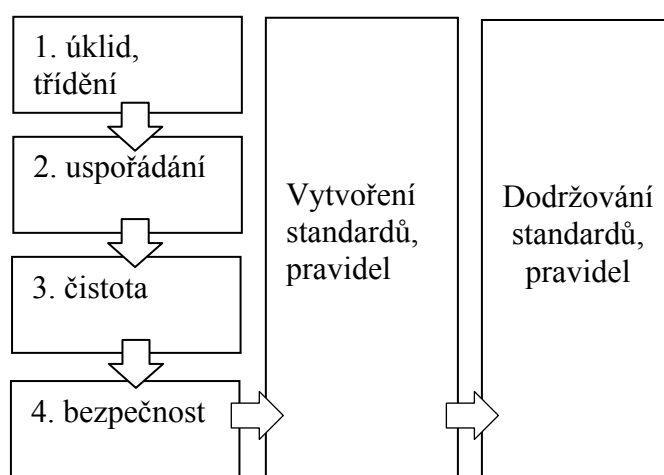 1. úklid,
třídění
2. uspořádání
3. čistota
4. bezpečnost
Vytvoření
standardů,
pravidel
Dodržování
standardů,
pravidel